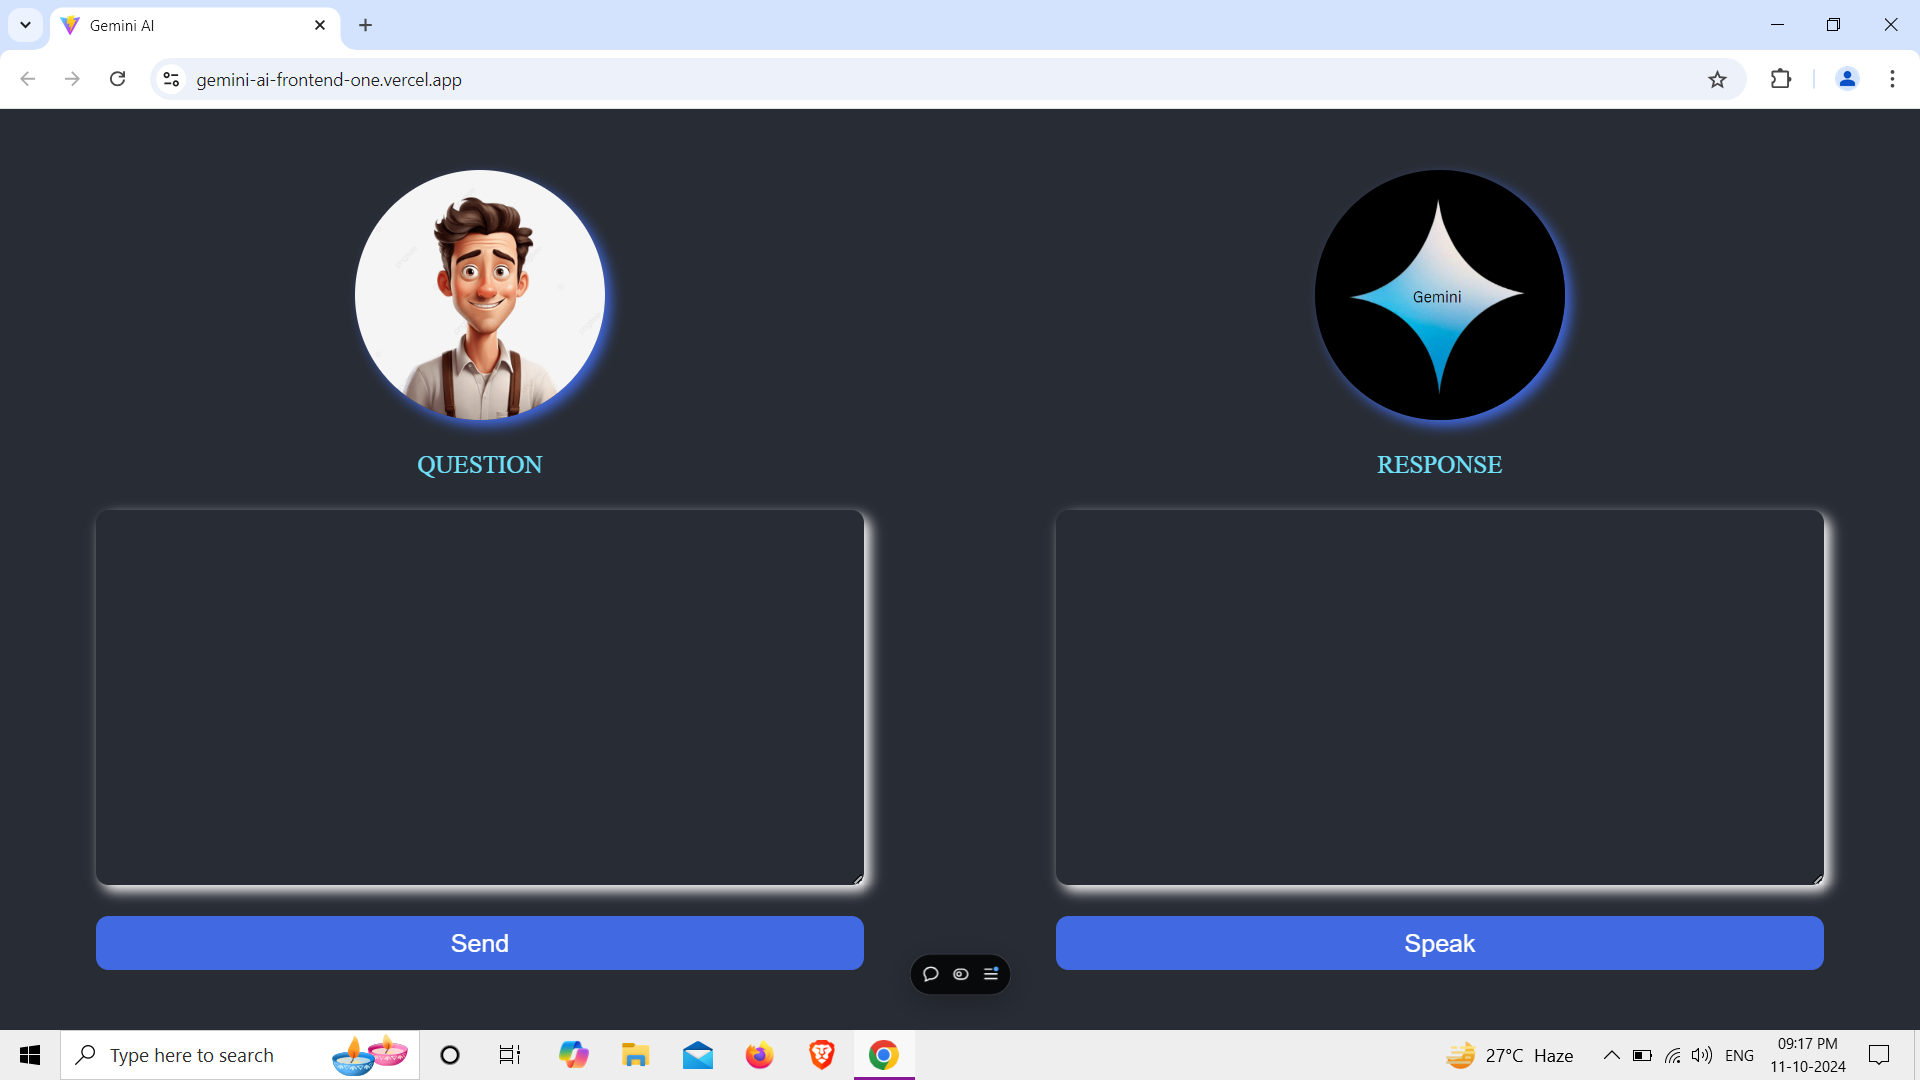 Gemini AI
gemini-ai-frontend-one.vercel.app
Gemini
QUESTION
RESPONSE
Send
Speak
Type here to search
27°C Haze
ENG
09:17 PM
11-10-2024